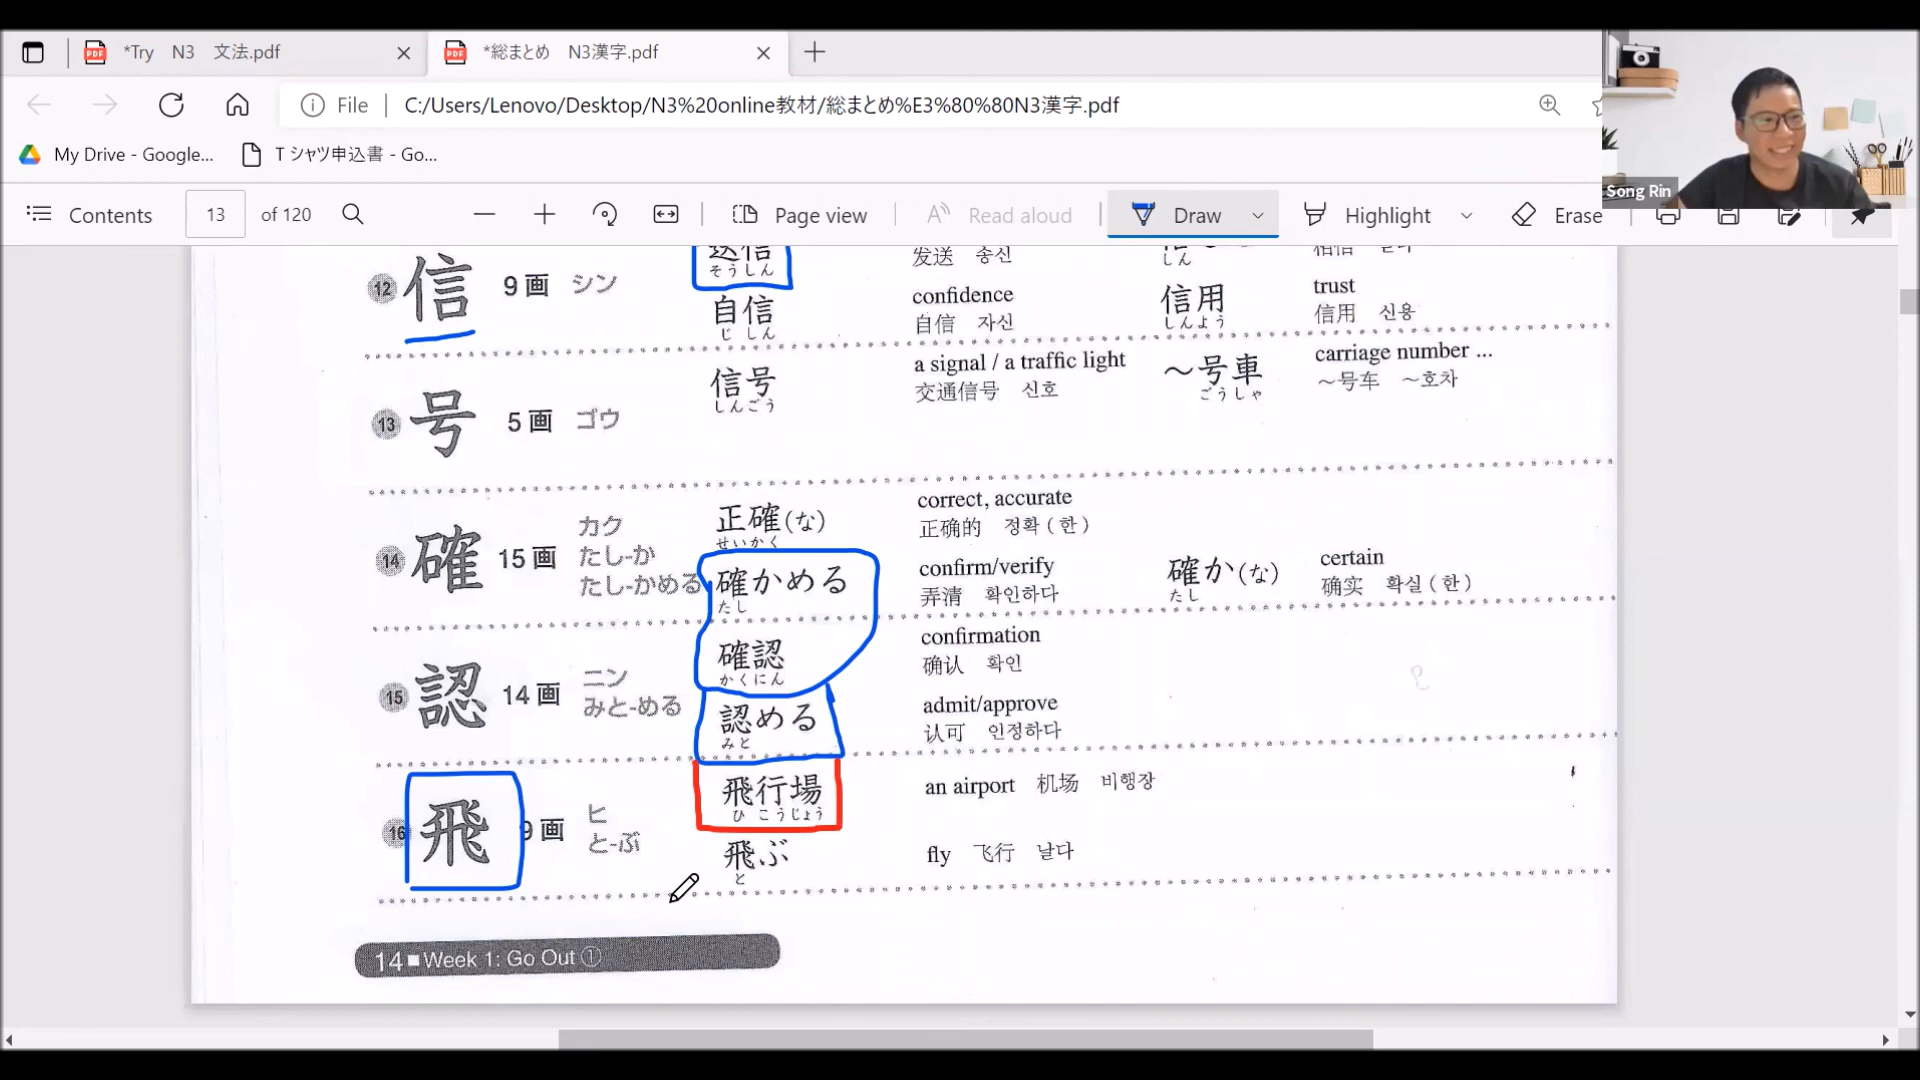 *Try N3 文法.pdf
*総まとめ N3漢字.pdf
File C:/Users/Lenovo/Desktop/N3%20online教材/総まとめ%E3%80%80N3漢字.pdf
My Drive - Google...
Tシャツ申込書 - Go...
Song Rin
Contents 13 of 120 Page view Read aloud Draw Highlight Erase
送信 发送 송신
そうしん しん
12 信 9画 シン
自信 confidence 信用 trust
じしん 自信 자신 しんよう 信用 신용
信号 a signal / a traffic light ～号車 carriage number ...
しんごう 交通信号 신호 ごうしゃ ～号车 ～호차
13 号 5画 ゴウ
正確(な) correct, accurate
せいかく 正确的 정확(한)
14 確 15画 カク
たし-か
たし-かめる
確かめる confirm/verify 確か(な) certain
たし 弄清 확인하다 たし 确实 확실(한)
確認 confirmation
かくにん 确认 확인
15 認 14画 ニン
みと-める
認める admit/approve
みと 认可 인정하다
飛行場 an airport 机场 비행장
ひこうじょう
16 飛 9画 ヒ
と-ぶ
飛ぶ fly 飞行 날다
と
14 ■ Week 1: Go Out ①